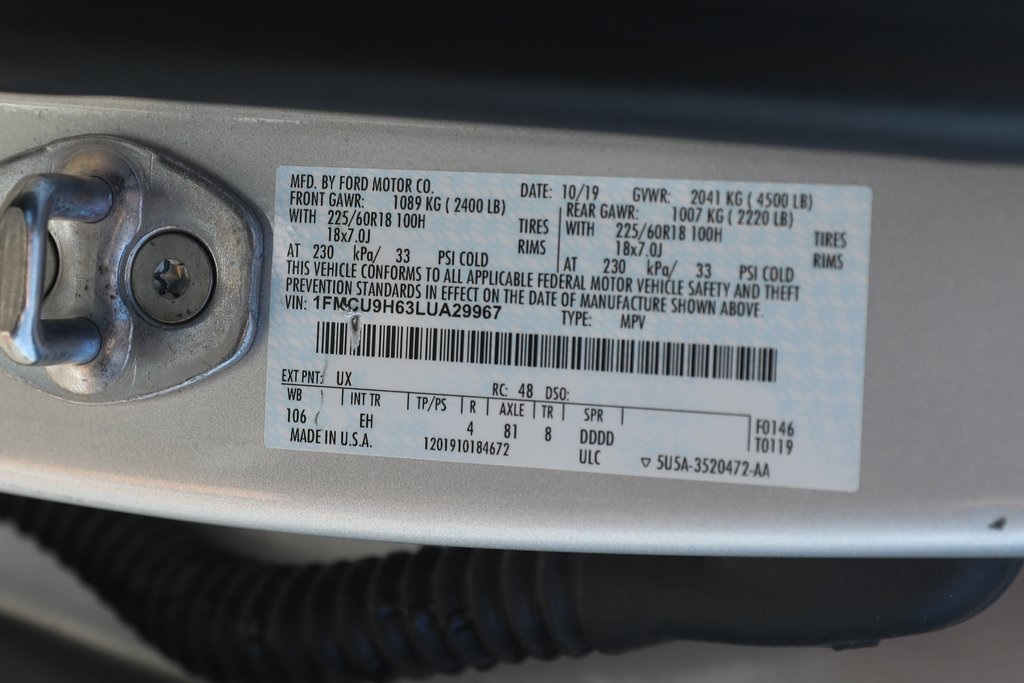 MFD. BY FORD MOTOR CO. DATE: 10/19 GVWR: 2041 KG ( 4500 LB)
FRONT GAWR: 1089 KG ( 2400 LB) REAR GAWR: 1007 KG ( 2220 LB)
WITH 225/60R18 100H TIRES WITH 225/60R18 100H TIRES
18x7.0J RIMS 18x7.0J RIMS
AT 230 kPa/ 33 PSI COLD AT 230 kPa/ 33 PSI COLD
THIS VEHICLE CONFORMS TO ALL APPLICABLE FEDERAL MOTOR VEHICLE SAFETY AND THEFT
PREVENTION STANDARDS IN EFFECT ON THE DATE OF MANUFACTURE SHOWN ABOVE.
VIN: 1FMCU9H63LUA29967 TYPE: MPV
EXT PNT: UX RC: 48 DSO:
WB INT TR TP/PS R AXLE TR SPR
106 EH 4 81 8 DDDD F0146
MADE IN U.S.A. 1201910184672 ULC T0119
▽ 5U5A-3520472-AA